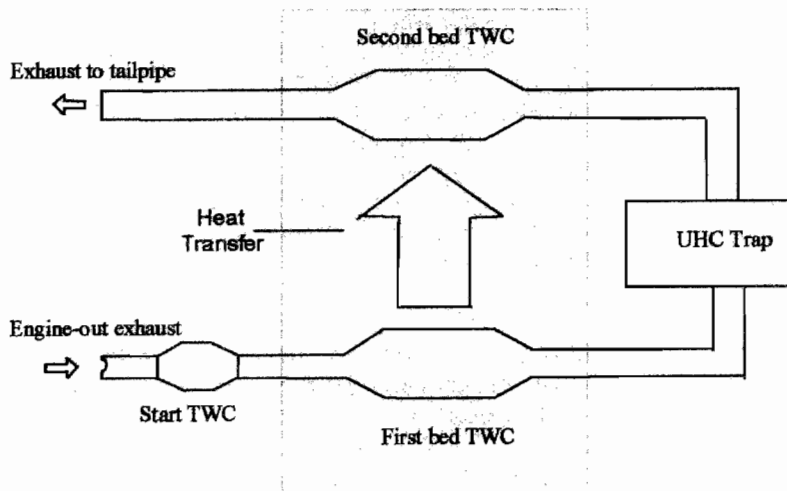 Second bed TWC
Exhaust to tailpipe
Heat
Transfer
UHC Trap
Engine-out exhaust
Start TWC
First bed TWC